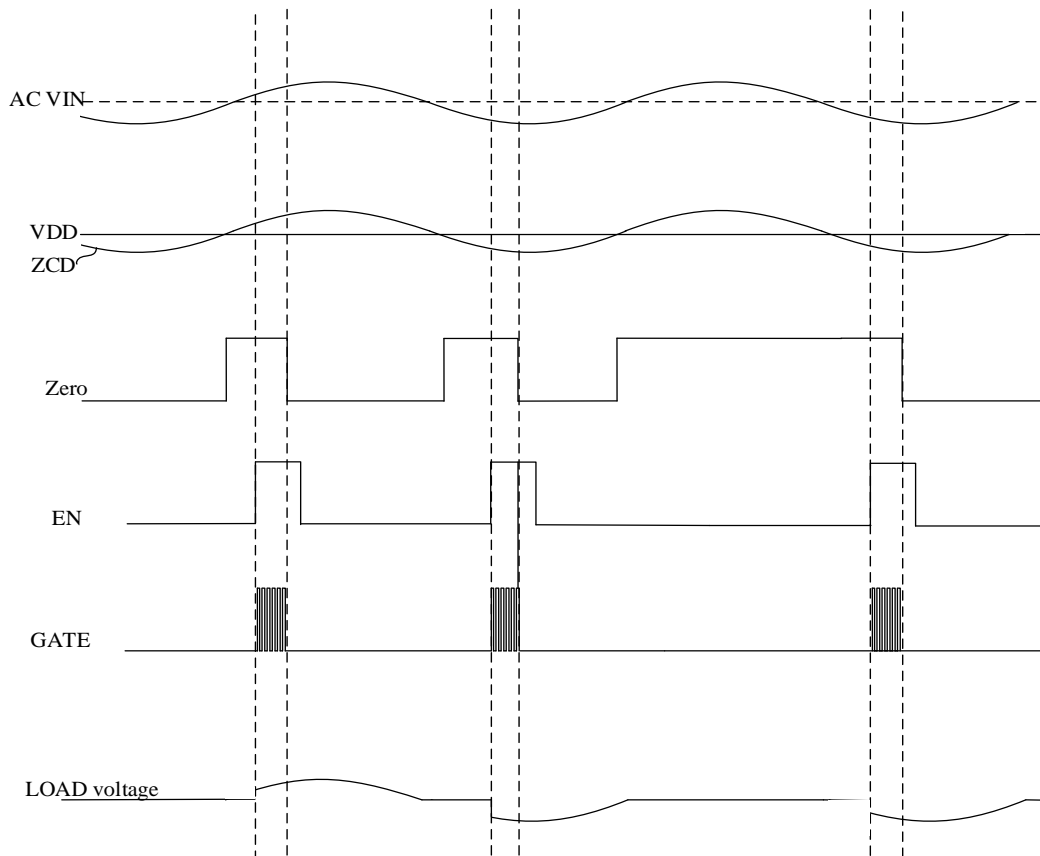 AC VIN
VDD
ZCD
Zero
EN
GATE
LOAD voltage